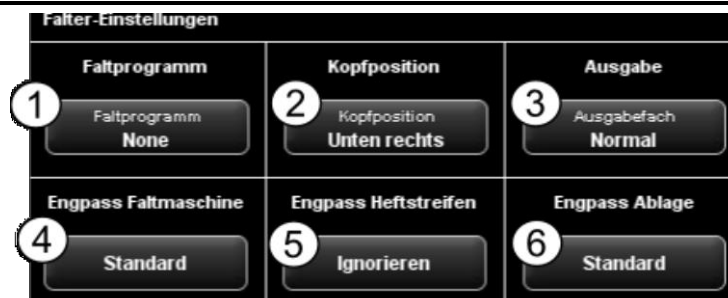 Falter-Einstellungen
Faltprogramm
Kopfposition
Ausgabe
1
Faltprogramm
None
2
Kopfposition
Unten rechts
3
Ausgabefach
Normal
Engpass Faltmaschine
Engpass Heftstreifen
Engpass Ablage
4
Standard
5
Ignorieren
6
Standard